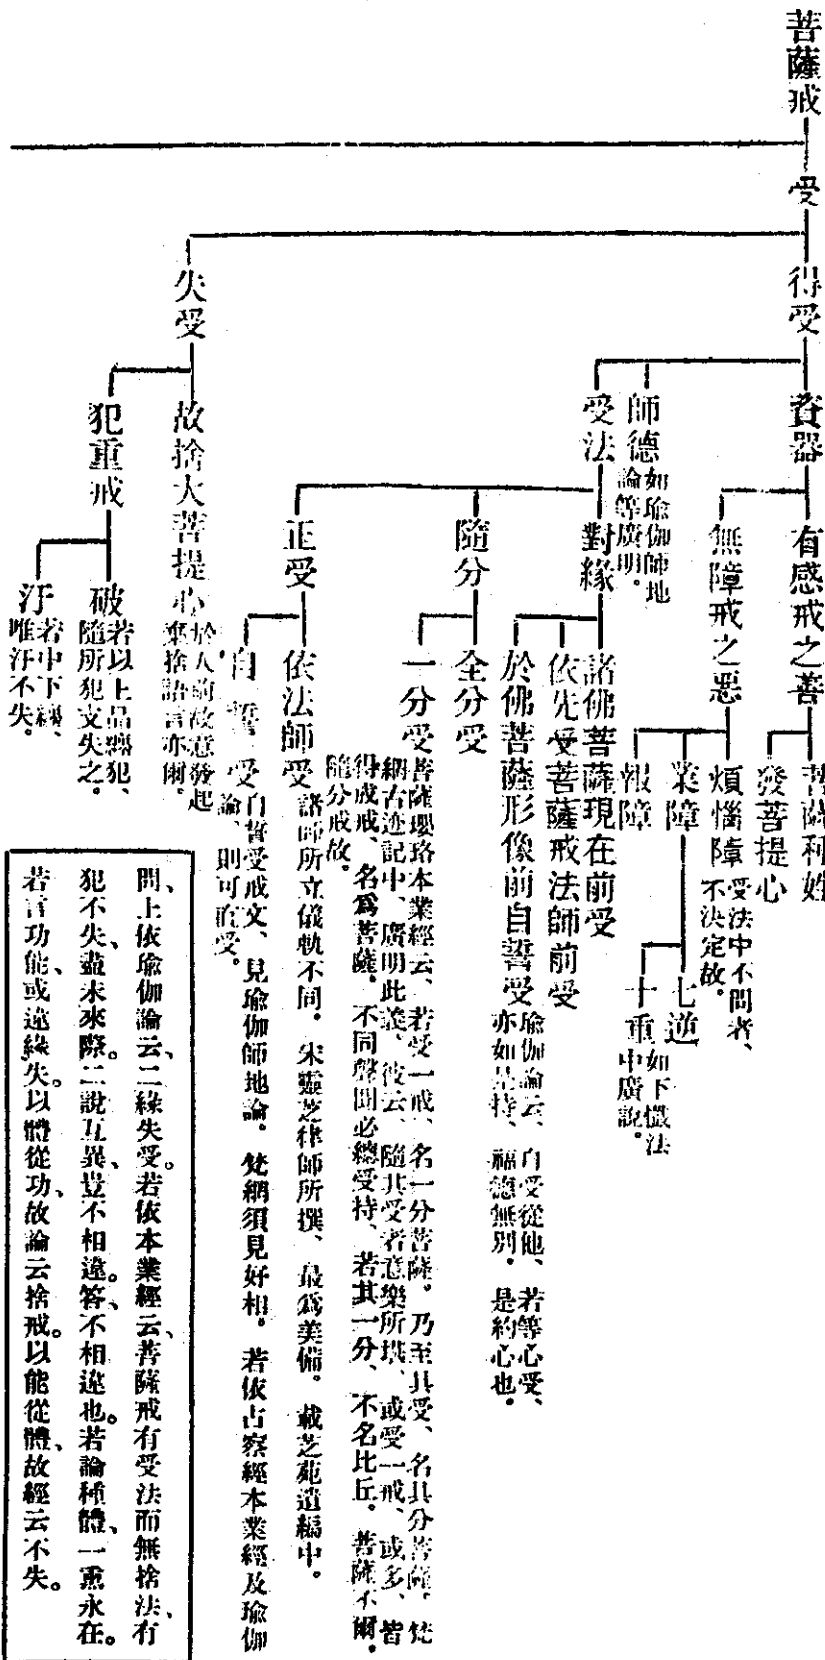 菩薩戒
受
得受
資器
有感戒之善
菩薩種姓
發菩提心
無障戒之惡
煩惱障
受法中不問者、
不決定故。
業障
七逆
十重
如下懺法
中廣説。
報障
師德
如瑜伽師地
論等廣明。
受法
對緣
諸佛菩薩現在前受
依先受菩薩戒法師前受
於佛菩薩形像前自誓受
瑜伽論云、自受從他、若等心受、
亦如是持、福德無別。是約心也。
隨分
全分受
一分受
菩薩瓔珞本業經云、若受一戒、名一分菩薩。乃至具受、名具分菩薩。梵
網古迹記中、廣明此義、彼云、隨其受者意樂所堪、或受一戒、或多、皆
得成戒、名爲菩薩。不同聲聞必總受持、若其一分、不名比丘。菩薩不爾。
隨分戒故。
正受
依法師受
諸師所立儀軌不同。宋靈芝律師所撰、最爲美備。載芝苑遺編中。
自誓受
自誓受戒文、見瑜伽師地論。梵網須見好相。若依占察經本業經及瑜伽
論、則可直受。
失受
故捨大菩提心
於人前故意發起
棄捨語言亦爾。
犯重戒
破
若以上品纏犯、
隨所犯支失之。
汙
若中下纏、
唯汙不失。
問、上依瑜伽論云、二緣失受。若依本業經云、菩薩戒有受法而無捨法、有
犯不失、盡未來際。二說互異、豈不相違。答、不相違也。若論種體、一熏永在。
若言功能、或遠緣失。以體從功、故論云捨戒。以能從體、故經云不失。